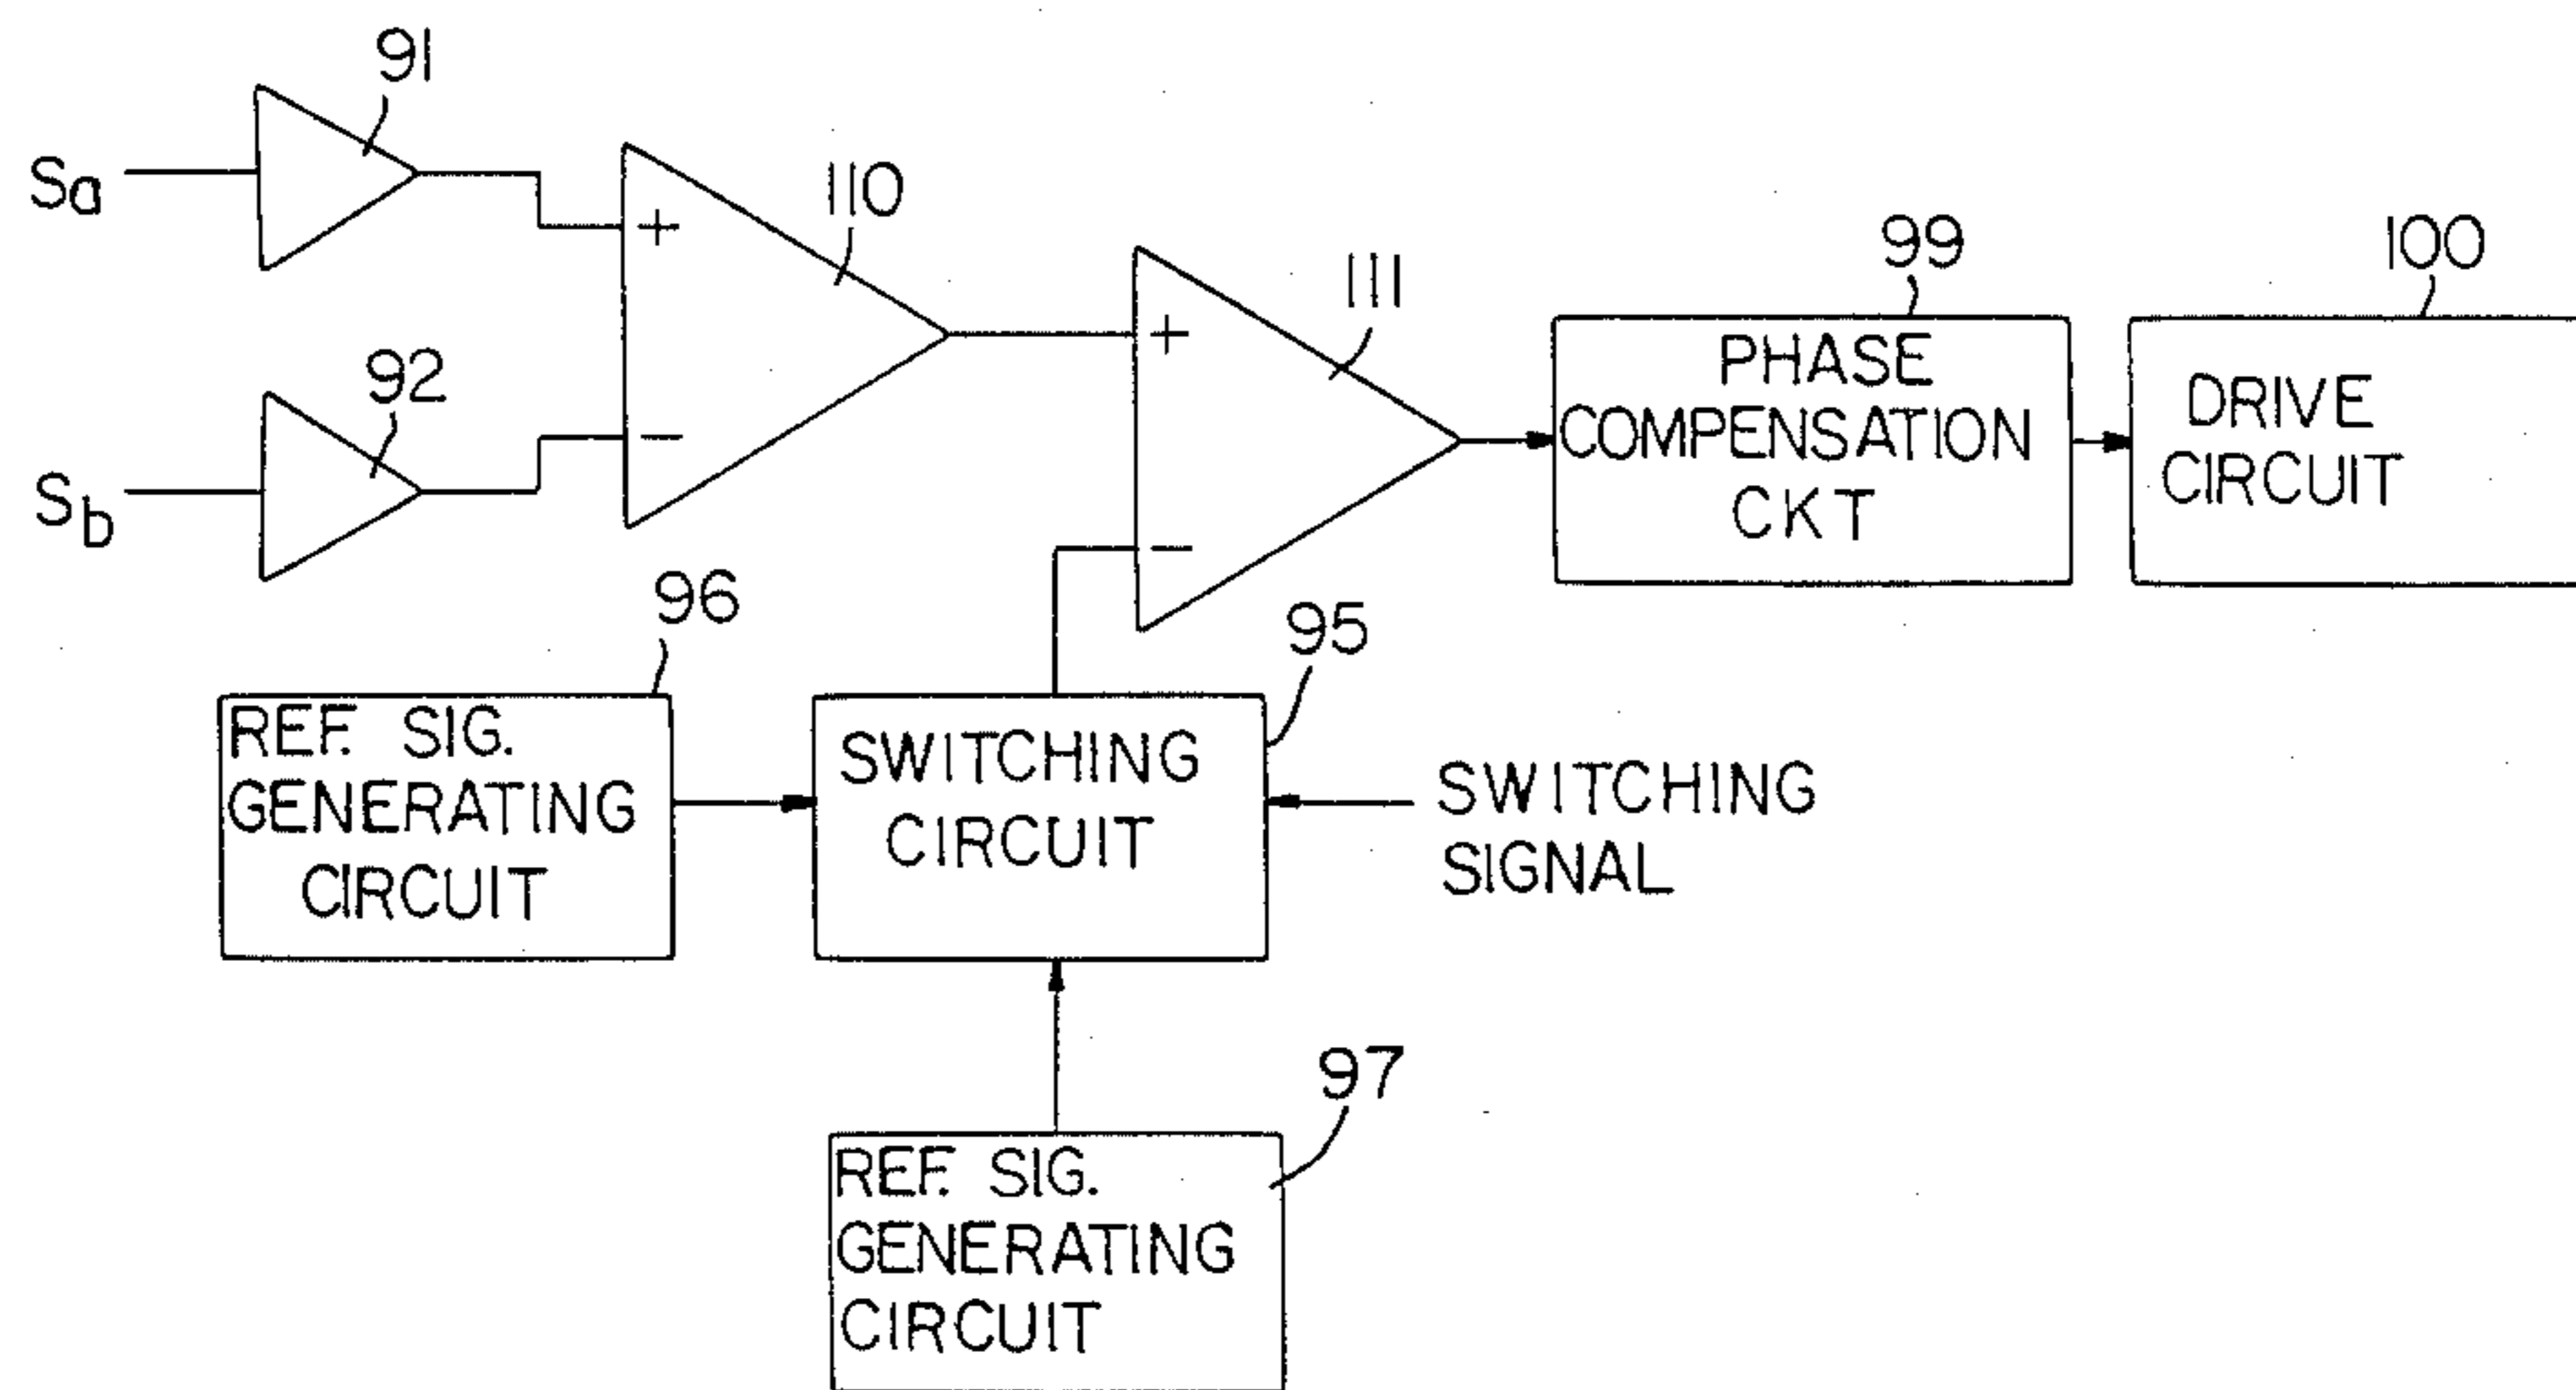 91
Sa
+
110
92
−
Sb
+
111
−
99
PHASE
COMPENSATION
CKT
100
DRIVE
CIRCUIT
96
REF. SIG.
GENERATING
CIRCUIT
95
SWITCHING
CIRCUIT
SWITCHING
SIGNAL
97
REF. SIG.
GENERATING
CIRCUIT